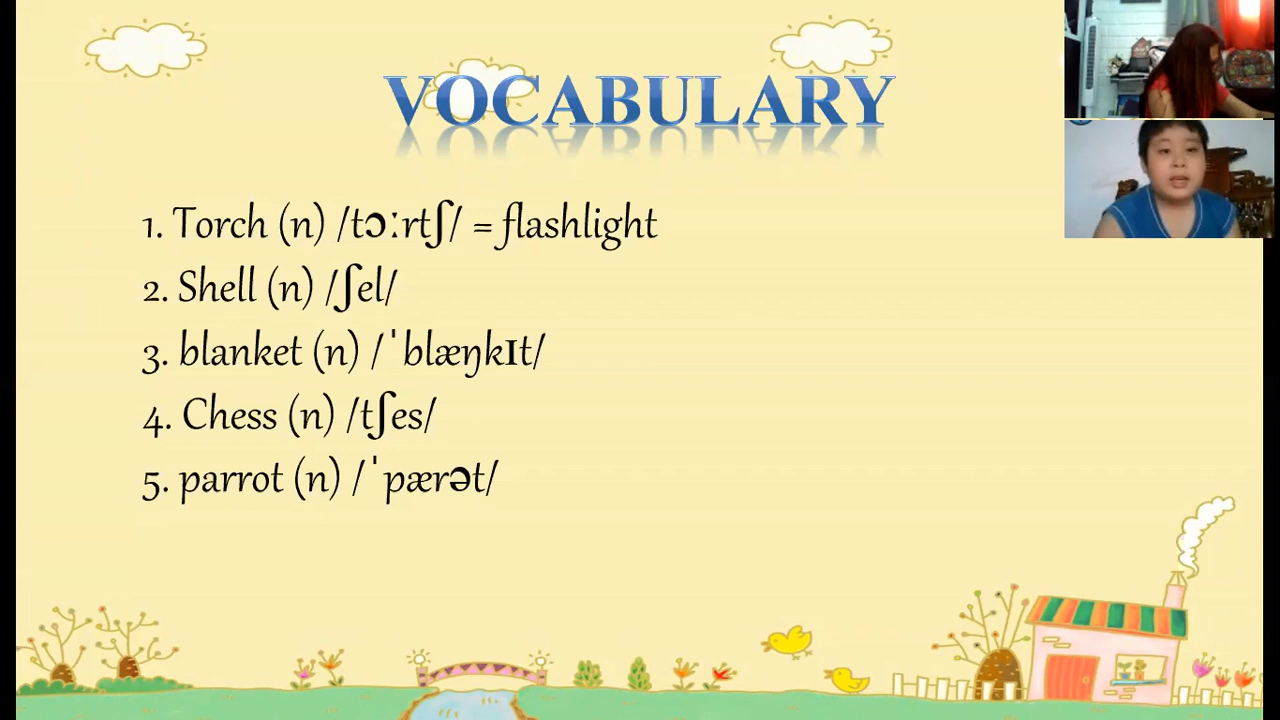 VOCABULARY
1. Torch (n) /tɔːrtʃ/ = flashlight
2. Shell (n) /ʃel/
3. blanket (n) /ˈblæŋkɪt/
4. Chess (n) /tʃes/
5. parrot (n) /ˈpærət/